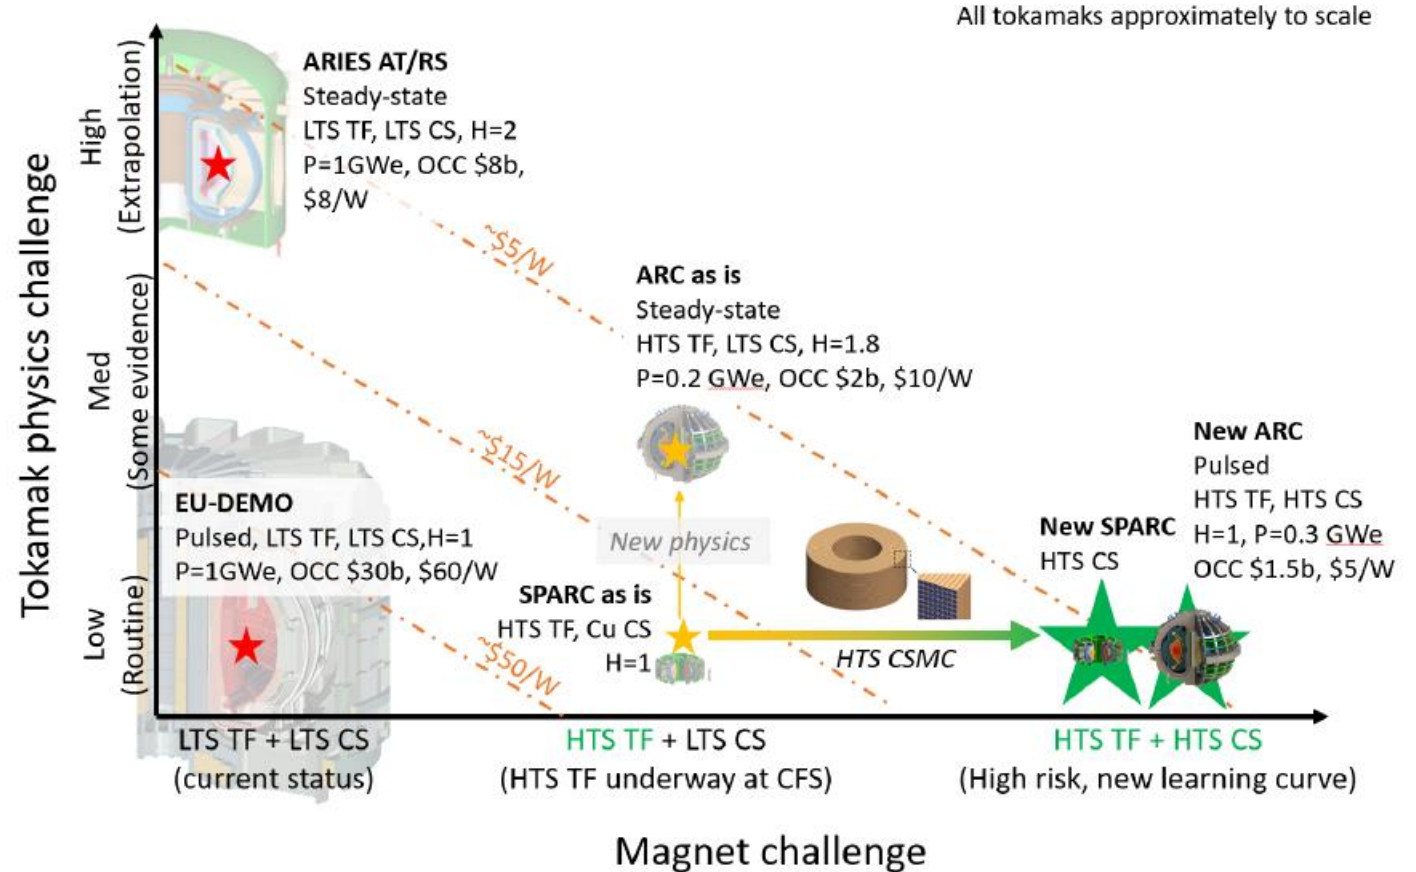 All tokamaks approximately to scale
Tokamak physics challenge
High
(Extrapolation)
Med
(Some evidence)
Low
(Routine)
ARIES AT/RS
Steady-state
LTS TF, LTS CS, H=2
P=1GWe, OCC $8b,
$8/W
~$5/W
ARC as is
Steady-state
HTS TF, LTS CS, H=1.8
P=0.2 GWe, OCC $2b, $10/W
~$15/W
New ARC
Pulsed
HTS TF, HTS CS
H=1, P=0.3 GWe
OCC $1.5b, $5/W
New SPARC
HTS CS
EU-DEMO
Pulsed, LTS TF, LTS CS,H=1
P=1GWe, OCC $30b, $60/W
New physics
SPARC as is
HTS TF, Cu CS
H=1
HTS CSMC
~$50/W
LTS TF + LTS CS
(current status)
HTS TF + LTS CS
(HTS TF underway at CFS)
HTS TF + HTS CS
(High risk, new learning curve)
Magnet challenge